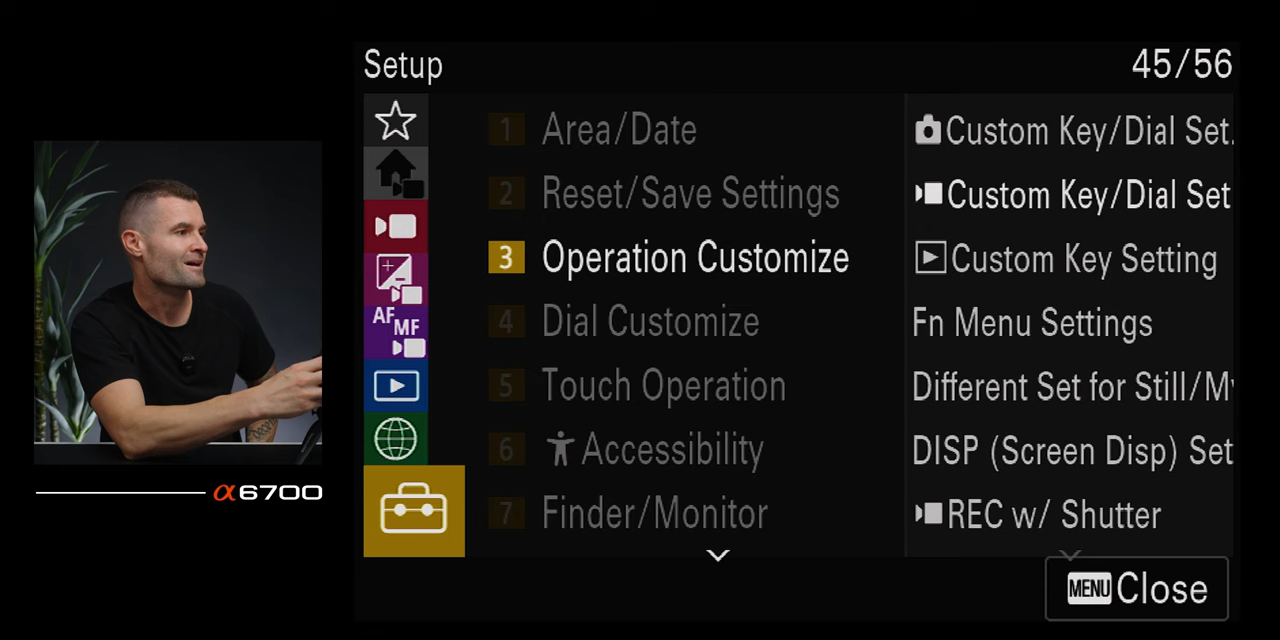 Setup
45/56
1 Area/Date
2 Reset/Save Settings
3 Operation Customize
4 Dial Customize
5 Touch Operation
6 Accessibility
7 Finder/Monitor
AF MF
Custom Key/Dial Set.
Custom Key/Dial Set
Custom Key Setting
Fn Menu Settings
Different Set for Still/Mv
DISP (Screen Disp) Set
REC w/ Shutter
MENU Close
α6700